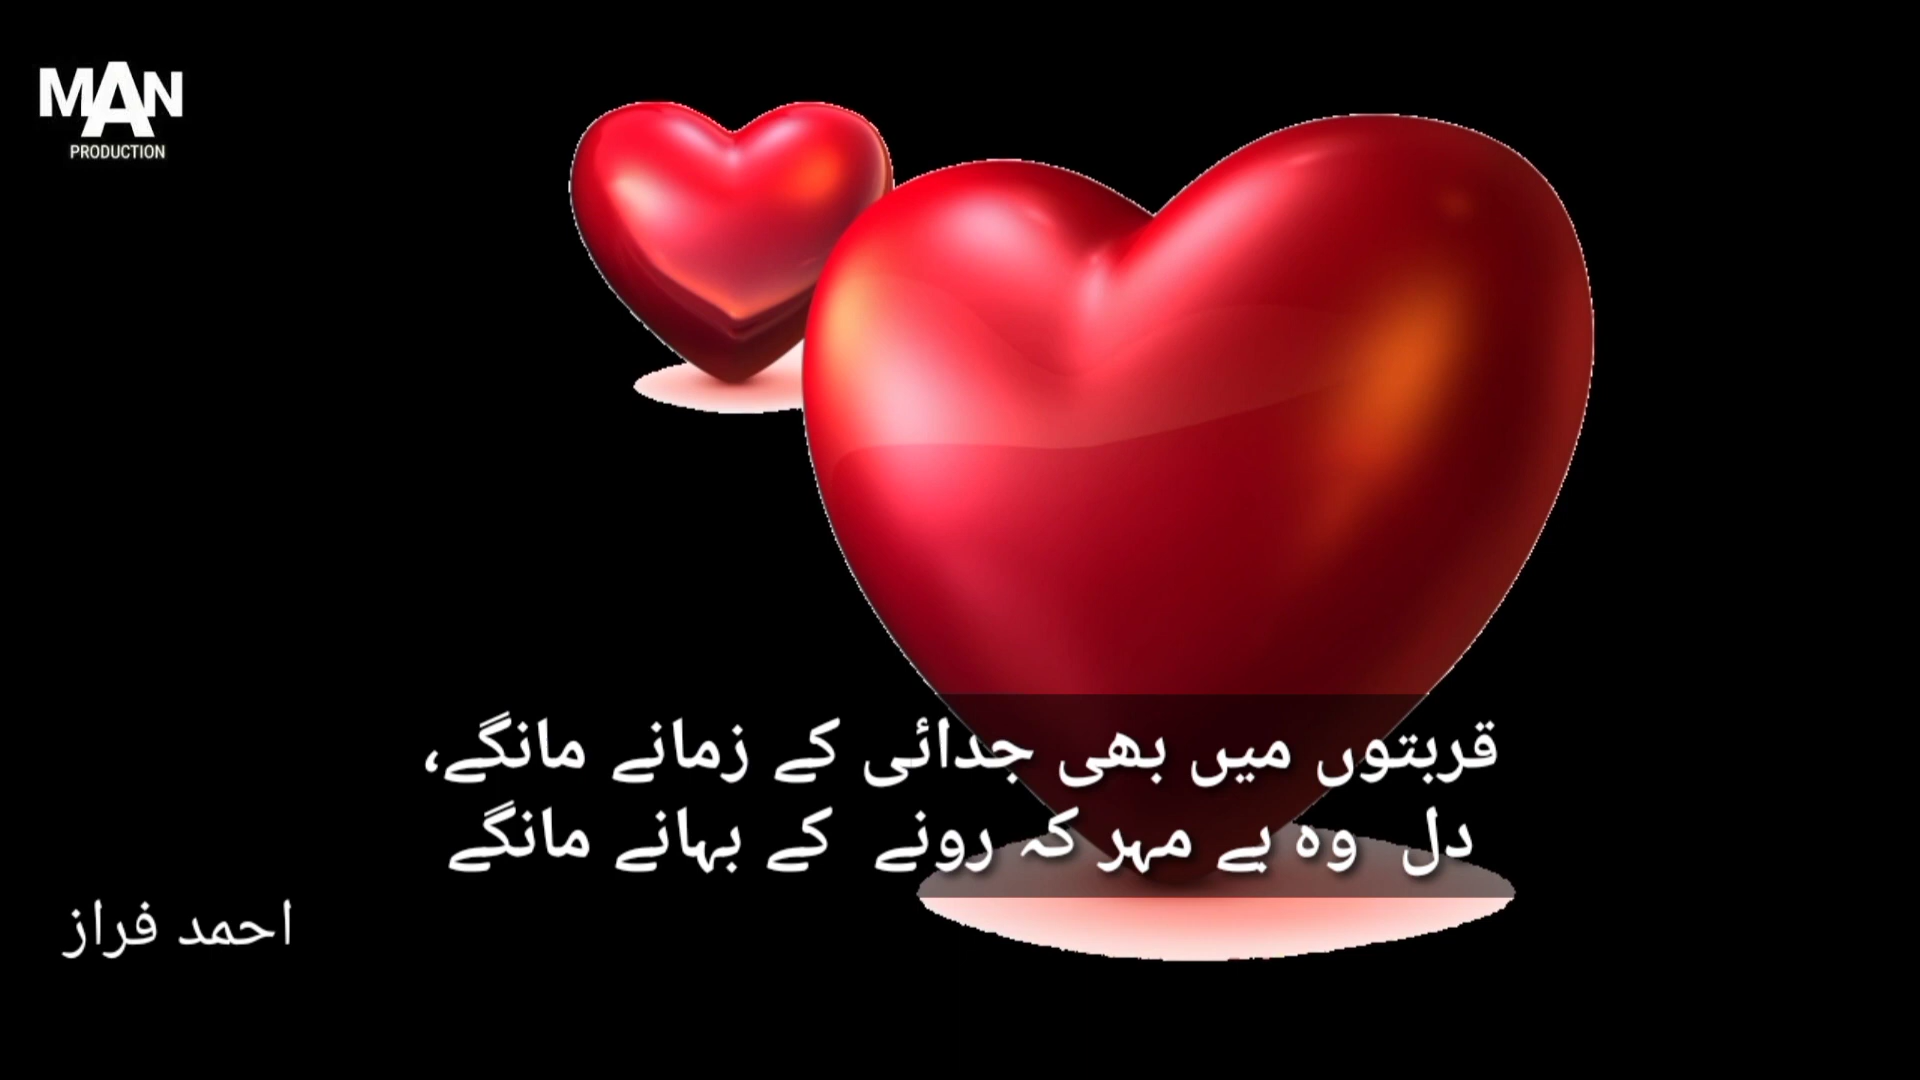 MAN
PRODUCTION
قربتوں میں بھی جدائی کے زمانے مانگے،
دل وہ بے مہر کہ رونے کے بہانے مانگے
احمد فراز